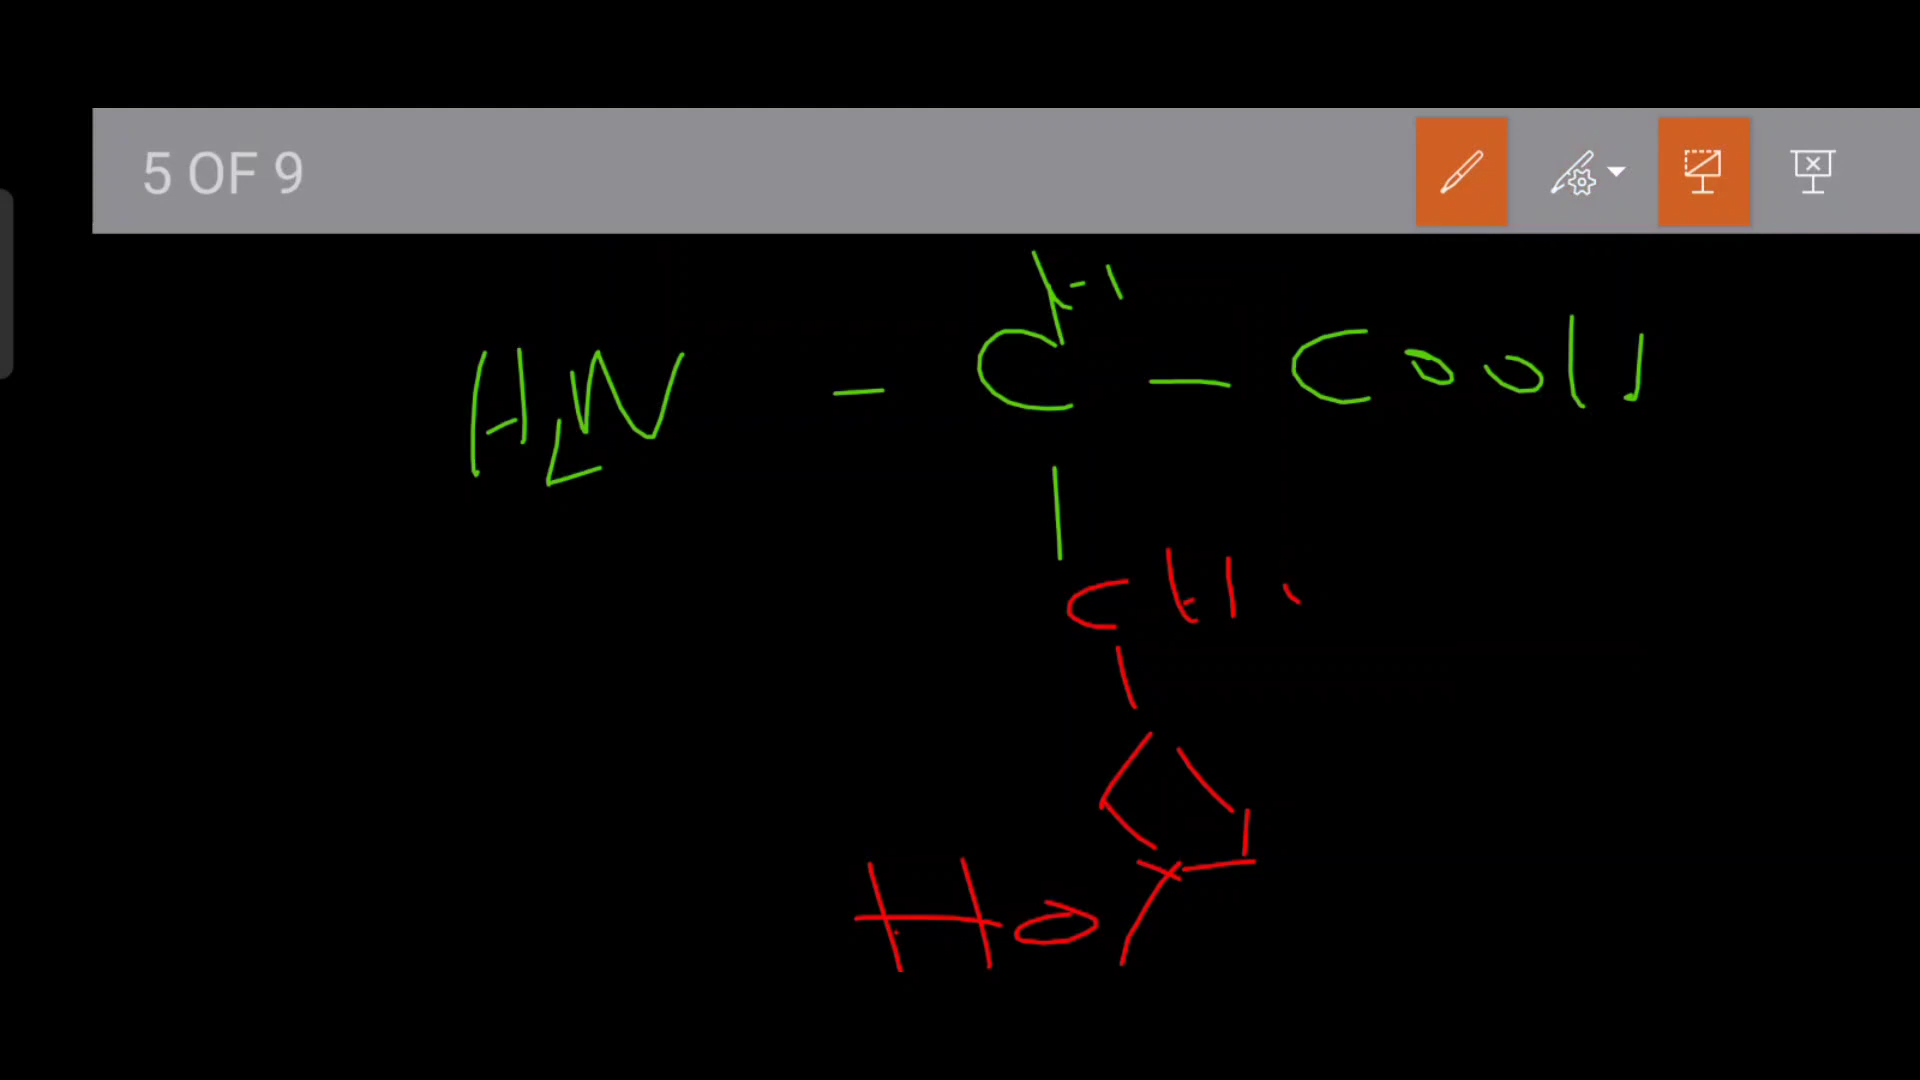 5 OF 9
H
H₂N - C - COOH
CH₂
HO